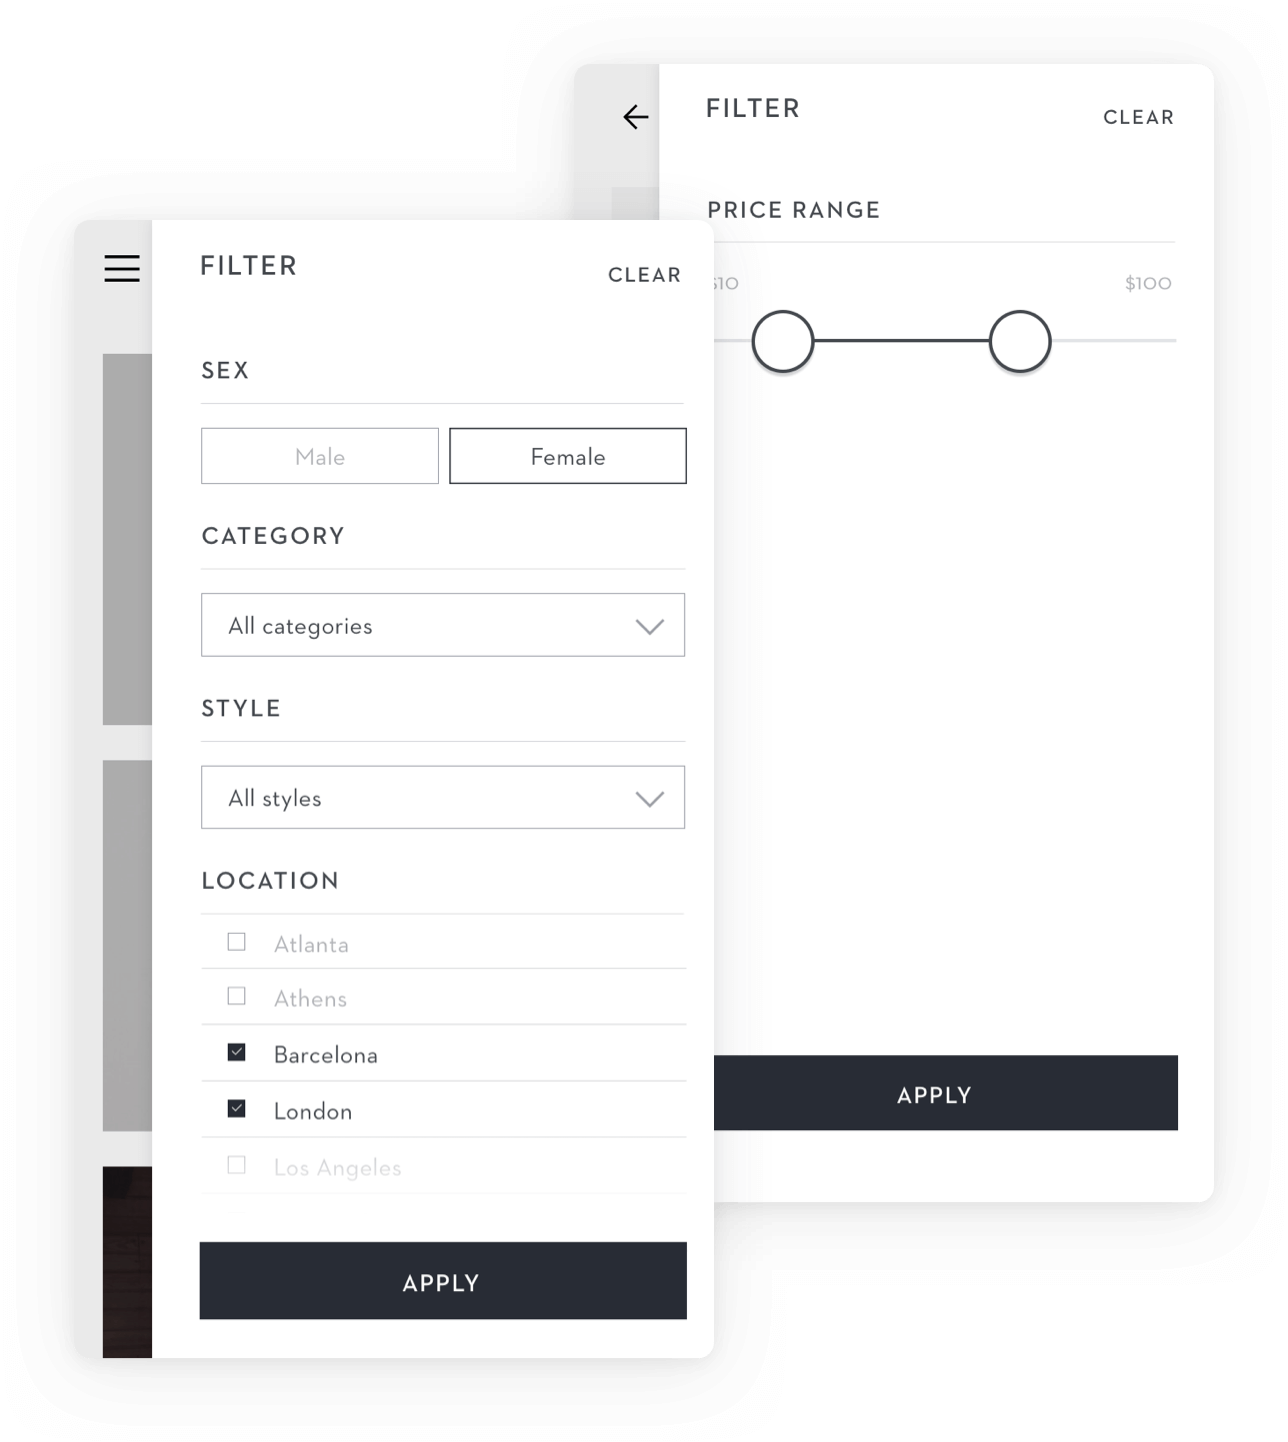 FILTER
CLEAR
PRICE RANGE
$10
$100
APPLY
FILTER
CLEAR
SEX
Male
Female
CATEGORY
All categories
STYLE
All styles
LOCATION
Atlanta
Athens
Barcelona
London
Los Angeles
APPLY